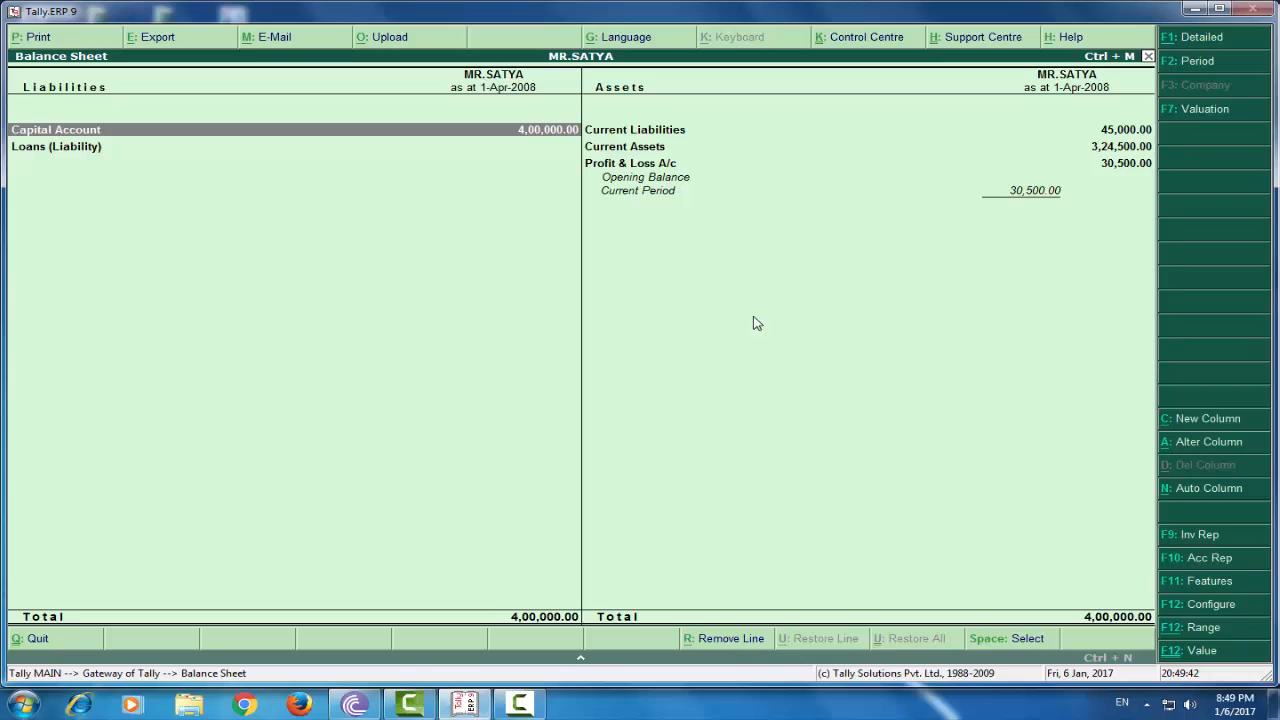 Tally.ERP 9
P: Print E: Export M: E-Mail O: Upload G: Language K: Keyboard K: Control Centre H: Support Centre H: Help
Balance Sheet MR.SATYA Ctrl + M
Liabilities MR.SATYA as at 1-Apr-2008 Assets MR.SATYA as at 1-Apr-2008
Capital Account 4,00,000.00 Current Liabilities 45,000.00
Loans (Liability) Current Assets 3,24,500.00
Profit & Loss A/c 30,500.00
Opening Balance
Current Period 30,500.00
Total 4,00,000.00 Total 4,00,000.00
Q: Quit R: Remove Line U: Restore Line U: Restore All Space: Select
Ctrl + N
Tally MAIN --> Gateway of Tally --> Balance Sheet (c) Tally Solutions Pvt. Ltd., 1988-2009 Fri, 6 Jan, 2017 20:49:42
F1: Detailed
F2: Period
F3: Company
F7: Valuation
C: New Column
A: Alter Column
D: Del Column
N: Auto Column
F9: Inv Rep
F10: Acc Rep
F11: Features
F12: Configure
F12: Range
F12: Value
Tally ERP 9
EN 8:49 PM
1/6/2017